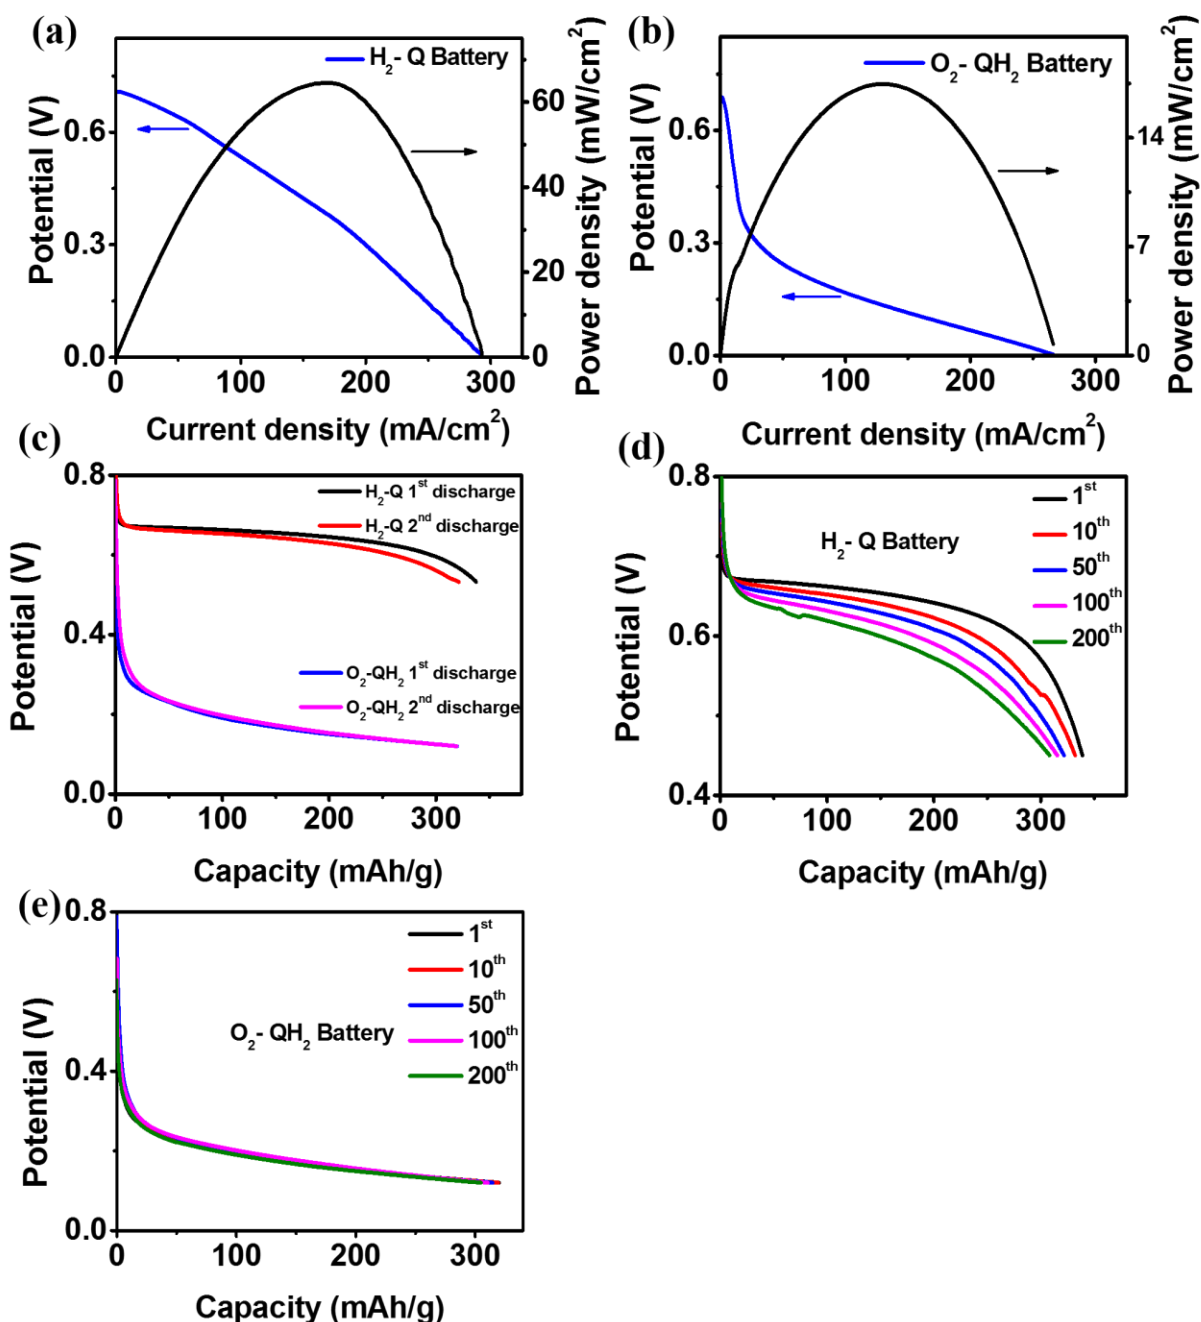 (a)
H₂- Q Battery
Potential (V)
0.6
0.3
0.0
0
100
200
300
Current density (mA/cm²)
60
40
20
0
Power density (mW/cm²)
(b)
O₂- QH₂ Battery
Potential (V)
0.6
0.3
0.0
0
100
200
300
Current density (mA/cm²)
14
7
0
Power density (mW/cm²)
(c)
H₂-Q 1ˢᵗ discharge
H₂-Q 2ⁿᵈ discharge
O₂-QH₂ 1ˢᵗ discharge
O₂-QH₂ 2ⁿᵈ discharge
Potential (V)
0.8
0.4
0.0
0
100
200
300
Capacity (mAh/g)
(d)
H₂- Q Battery
1ˢᵗ
10ᵗʰ
50ᵗʰ
100ᵗʰ
200ᵗʰ
Potential (V)
0.8
0.6
0.4
0
100
200
300
Capacity (mAh/g)
(e)
O₂- QH₂ Battery
1ˢᵗ
10ᵗʰ
50ᵗʰ
100ᵗʰ
200ᵗʰ
Potential (V)
0.8
0.4
0.0
0
100
200
300
Capacity (mAh/g)